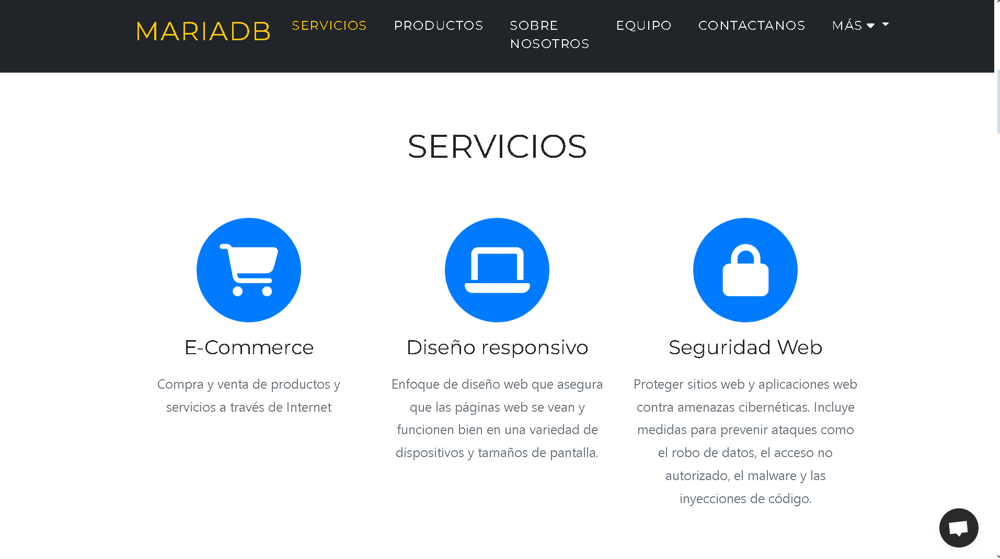 MARIADB
SERVICIOS
PRODUCTOS
SOBRE
NOSOTROS
EQUIPO
CONTACTANOS
MÁS
SERVICIOS
E-Commerce
Compra y venta de productos y
servicios a través de Internet
Diseño responsivo
Enfoque de diseño web que asegura
que las páginas web se vean y
funcionen bien en una variedad de
dispositivos y tamaños de pantalla.
Seguridad Web
Proteger sitios web y aplicaciones web
contra amenazas cibernéticas. Incluye
medidas para prevenir ataques como
el robo de datos, el acceso no
autorizado, el malware y las
inyecciones de código.